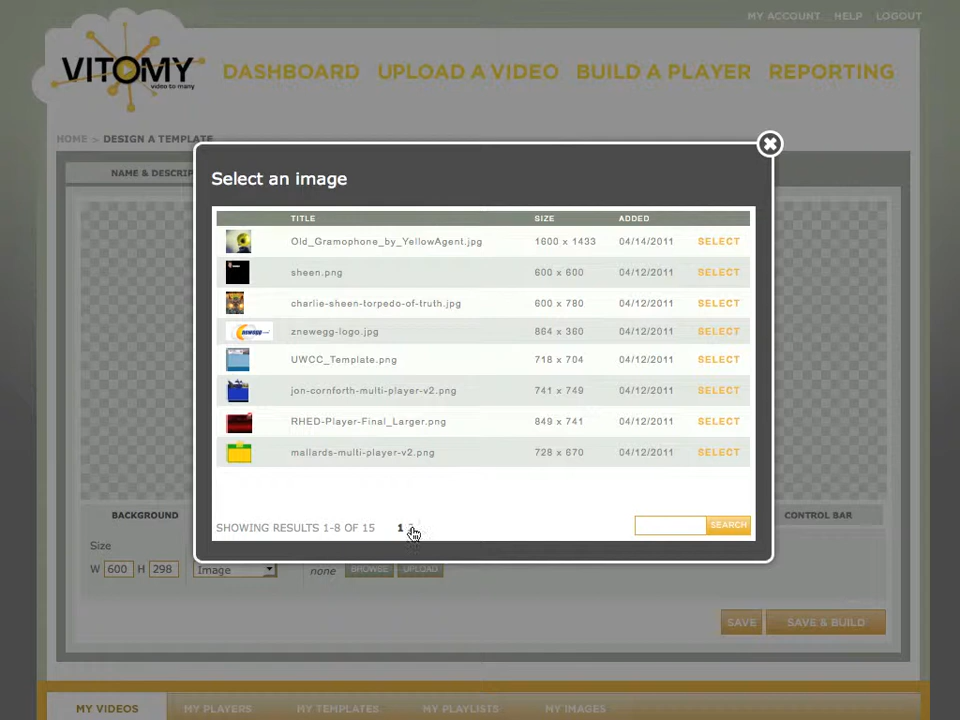 MY ACCOUNT HELP LOGOUT
VITOMY
video to many
DASHBOARD UPLOAD A VIDEO BUILD A PLAYER REPORTING
HOME > DESIGN A TEMPLATE
NAME & DESCRIP
Select an image
TITLE SIZE ADDED
Old_Gramophone_by_YellowAgent.jpg 1600 x 1433 04/14/2011 SELECT
sheen.png 600 x 600 04/12/2011 SELECT
charlie-sheen-torpedo-of-truth.jpg 600 x 780 04/12/2011 SELECT
znewegg-logo.jpg 864 x 360 04/12/2011 SELECT
UWCC_Template.png 718 x 704 04/12/2011 SELECT
jon-cornforth-multi-player-v2.png 741 x 749 04/12/2011 SELECT
RHED-Player-Final_Larger.png 849 x 741 04/12/2011 SELECT
mallards-multi-player-v2.png 728 x 670 04/12/2011 SELECT
SHOWING RESULTS 1-8 OF 15 1 SEARCH
BACKGROUND CONTROL BAR
Size
W 600 H 298 Image none BROWSE UPLOAD
SAVE SAVE & BUILD
MY VIDEOS MY PLAYERS MY TEMPLATES MY PLAYLISTS MY IMAGES